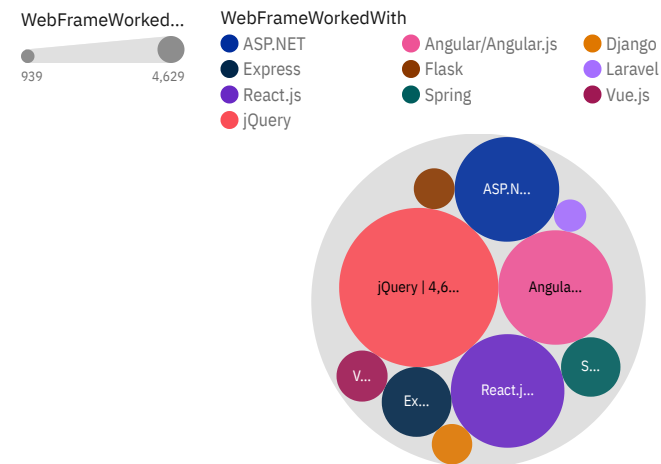 WebFrameWorked...
939
4,629
WebFrameWorkedWith
ASP.NET
Angular/Angular.js
Django
Express
Flask
Laravel
React.js
Spring
Vue.js
jQuery
ASP.N...
jQuery | 4,6...
Angula...
V...
Ex...
React.j...
S...